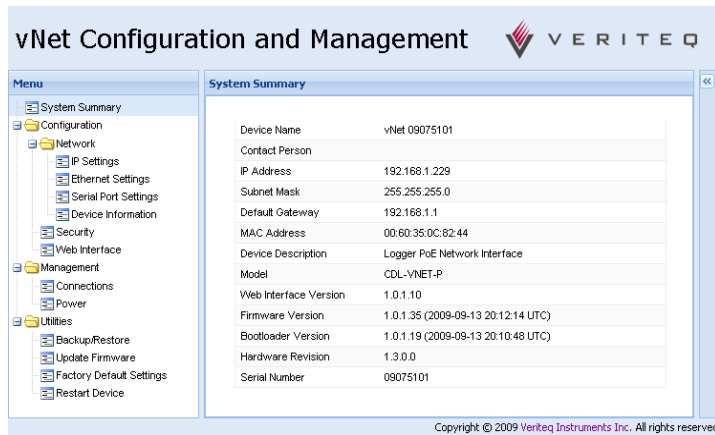 vNet Configuration and Management
VERITEQ
Menu
System Summary
Configuration
Network
IP Settings
Ethernet Settings
Serial Port Settings
Device Information
Security
Web Interface
Management
Connections
Power
Utilities
Backup/Restore
Update Firmware
Factory Default Settings
Restart Device
System Summary
Device Name vNet 09075101
Contact Person
IP Address 192.168.1.229
Subnet Mask 255.255.255.0
Default Gateway 192.168.1.1
MAC Address 00:60:35:0C:82:44
Device Description Logger PoE Network Interface
Model CDL-VNET-P
Web Interface Version 1.0.1.10
Firmware Version 1.0.1.35 (2009-09-13 20:12:14 UTC)
Bootloader Version 1.0.1.19 (2009-09-13 20:10:48 UTC)
Hardware Revision 1.3.0.0
Serial Number 09075101
Copyright © 2009 Veriteq Instruments Inc. All rights reserved